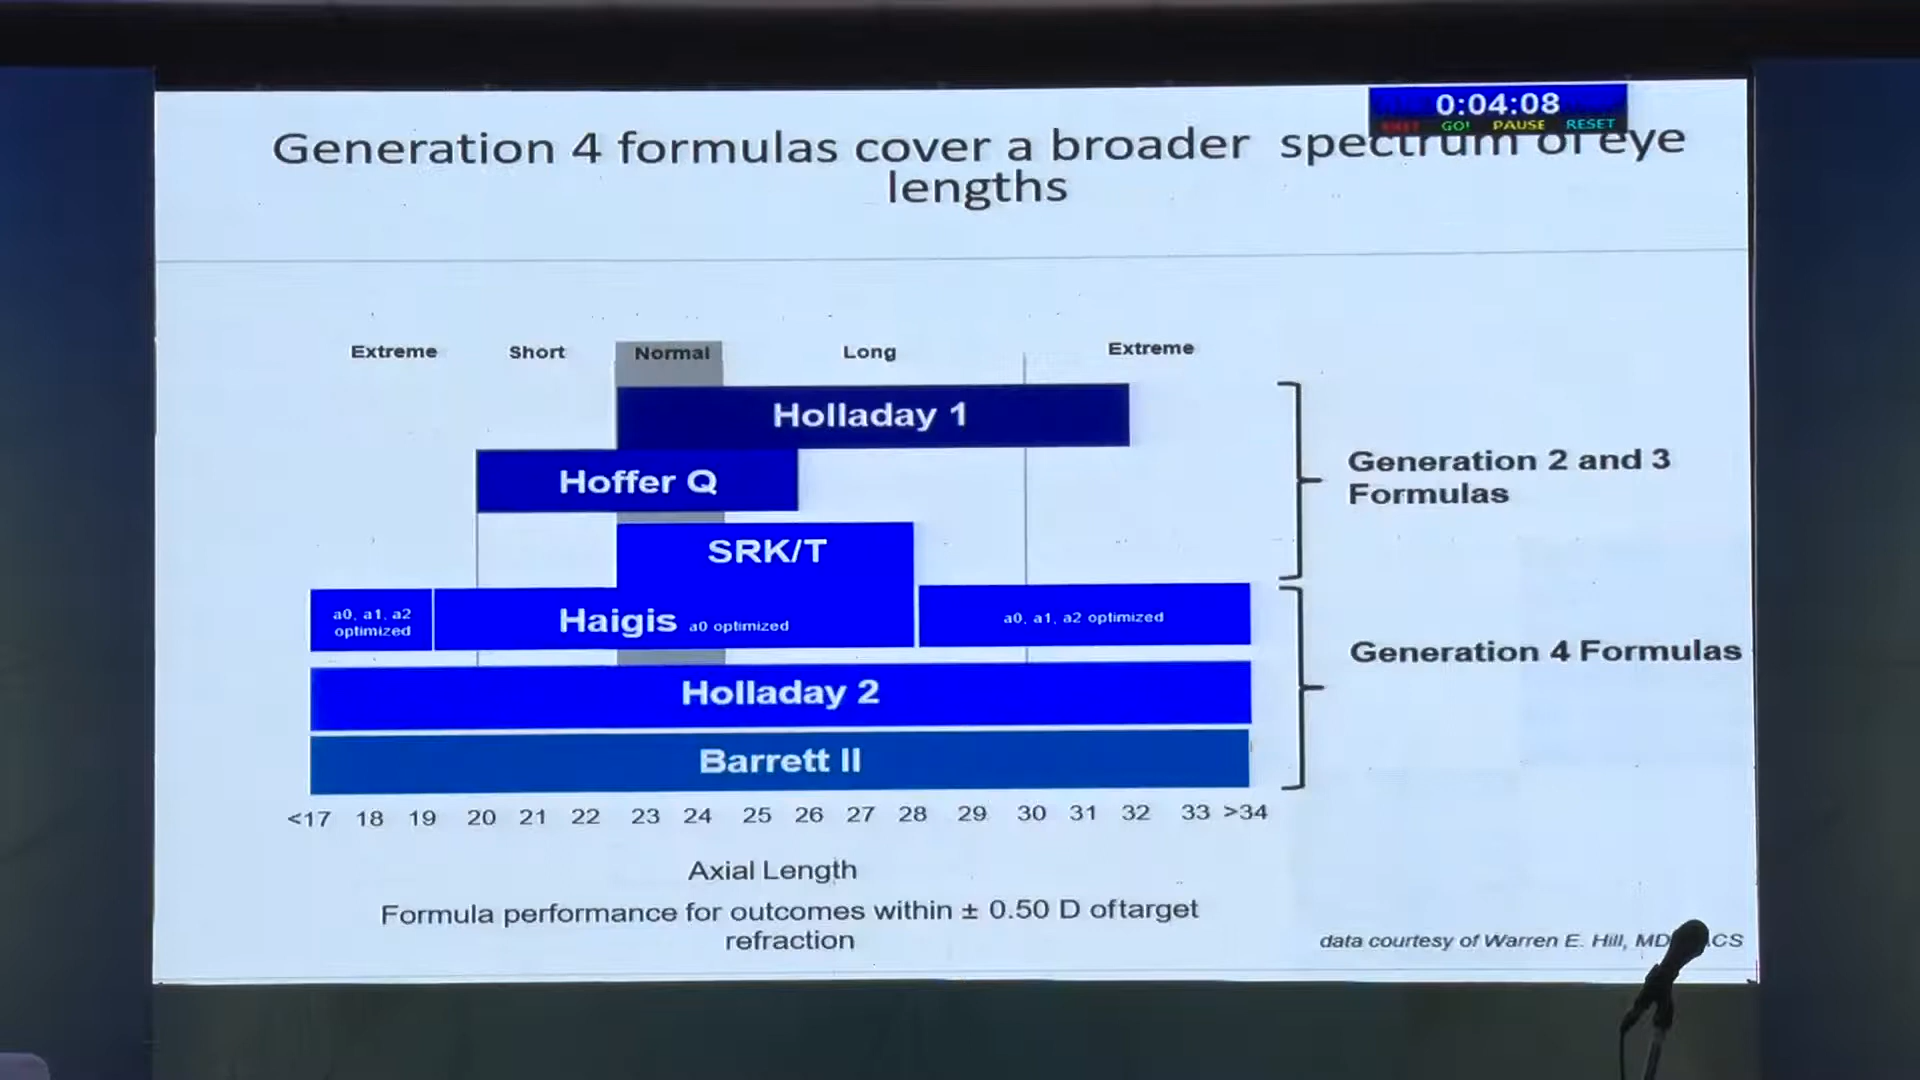 0:04:08
EXIT GO! PAUSE RESET
Generation 4 formulas cover a broader spectrum of eye
lengths
Extreme Short Normal Long Extreme
Holladay 1
Hoffer Q
SRK/T
Generation 2 and 3
Formulas
a0, a1, a2
optimized
Haigis a0 optimized
a0, a1, a2 optimized
Holladay 2
Barrett II
Generation 4 Formulas
<17 18 19 20 21 22 23 24 25 26 27 28 29 30 31 32 33 >34
Axial Length
Formula performance for outcomes within ± 0.50 D oftarget
refraction
data courtesy of Warren E. Hill, MD
CS